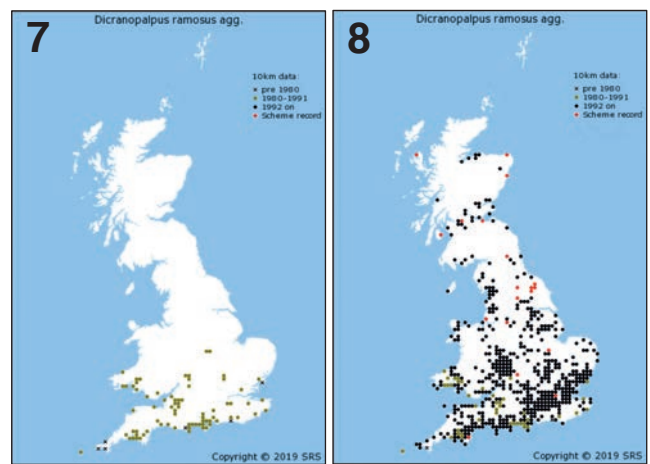 7
Dicranopalpus ramosus agg.
10km data:
× pre 1980
● 1980-1991
● 1992 on
● Scheme record
Copyright © 2019 SRS
8
Dicranopalpus ramosus agg.
10km data:
× pre 1980
● 1980-1991
● 1992 on
● Scheme record
Copyright © 2019 SRS